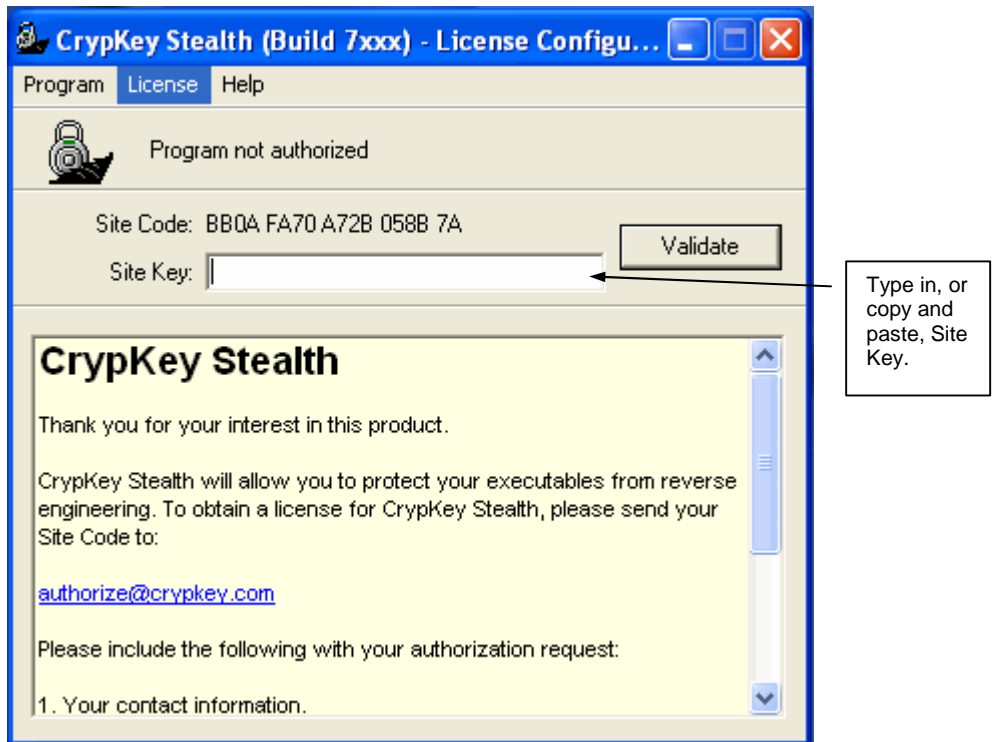 CrypKey Stealth (Build 7xxx) - License Configu...
Program License Help
Program not authorized
Site Code: BB0A FA70 A72B 058B 7A
Site Key:
Validate
Type in, or
copy and
paste, Site
Key.
CrypKey Stealth
Thank you for your interest in this product.
CrypKey Stealth will allow you to protect your executables from reverse
engineering. To obtain a license for CrypKey Stealth, please send your
Site Code to:
authorize@crypkey.com
Please include the following with your authorization request:
1. Your contact information.